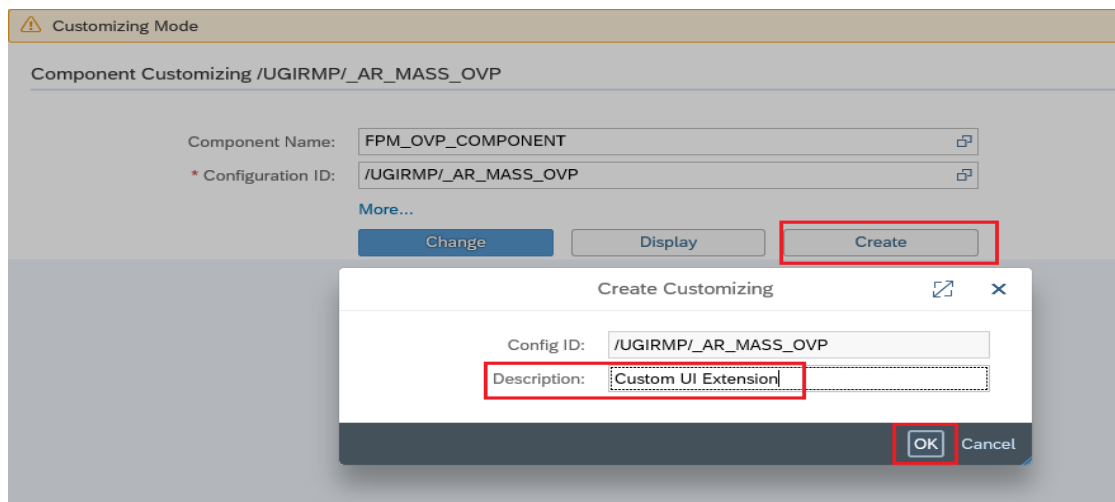 Customizing Mode
Component Customizing /UGIRMP/_AR_MASS_OVP
Component Name: FPM_OVP_COMPONENT
* Configuration ID: /UGIRMP/_AR_MASS_OVP
More...
Change Display Create
Create Customizing
Config ID: /UGIRMP/_AR_MASS_OVP
Description: Custom UI Extension
OK Cancel